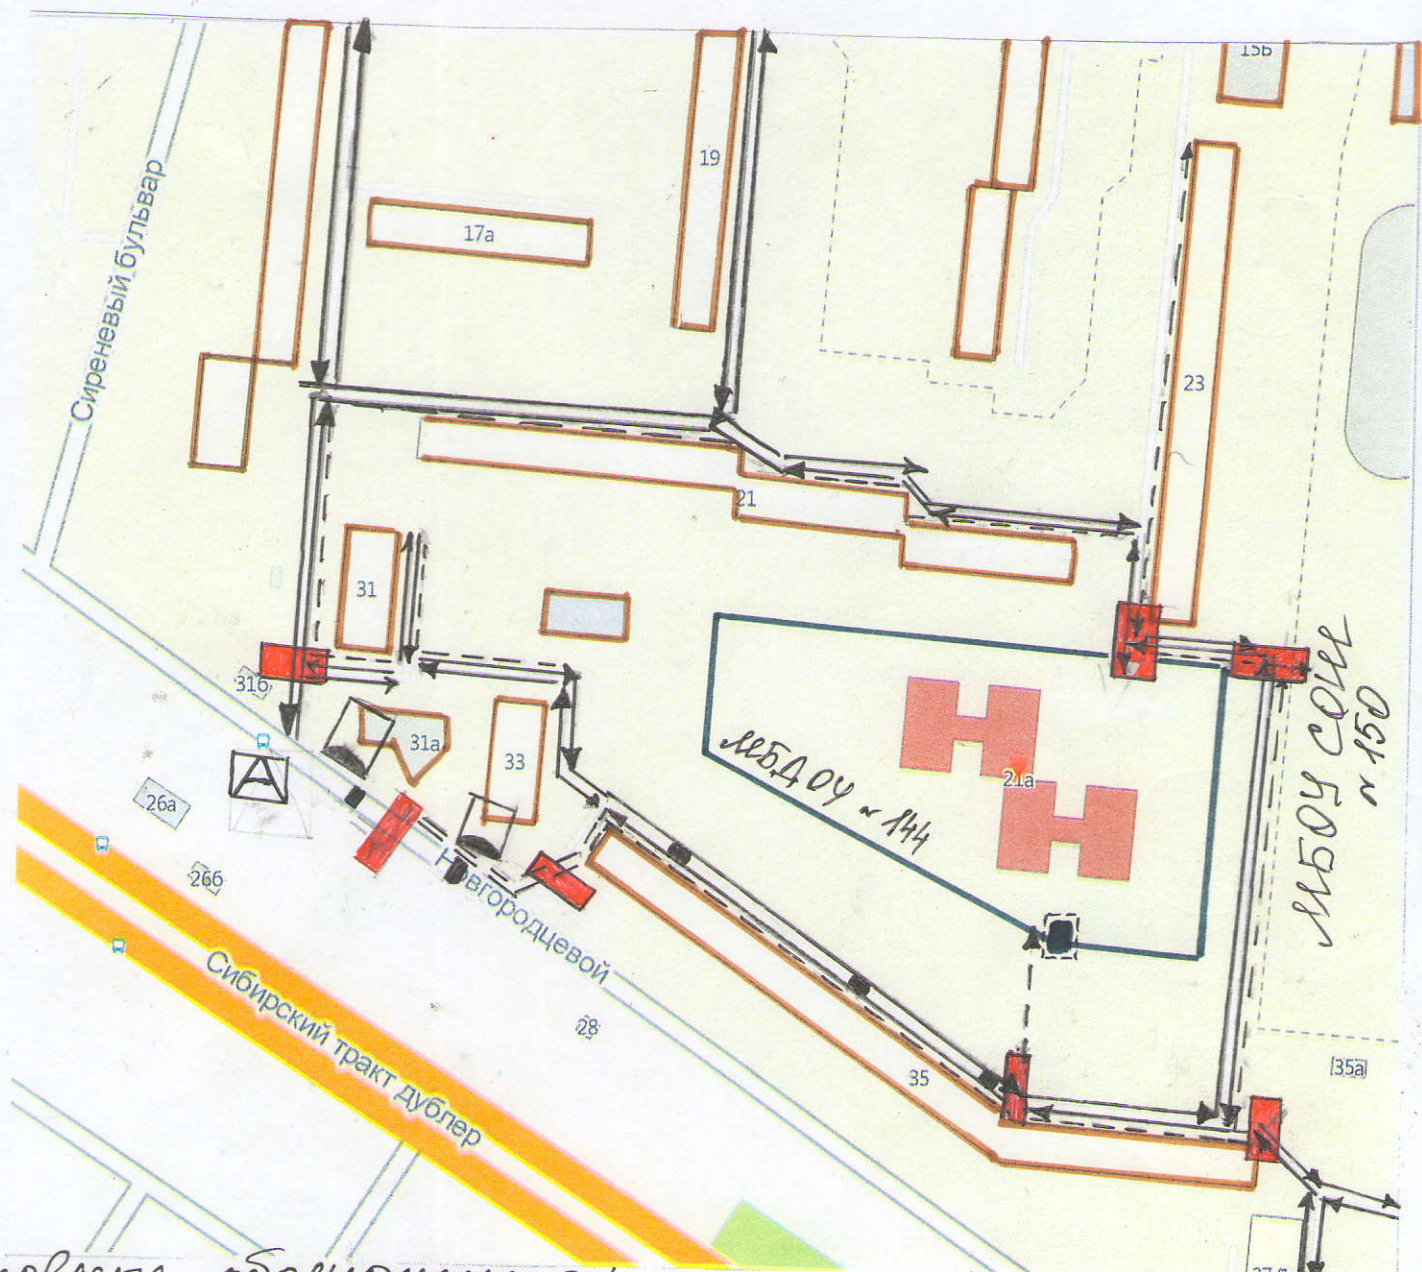 15Б
19
17а
Сиреневый бульвар
23
21
31
31б
31а
33
А
26а
26б
21а
МБДОУ № 144
МБОУ СОШ
№ 150
Новгородцевой
Сибирский тракт дублер
28
35
35а